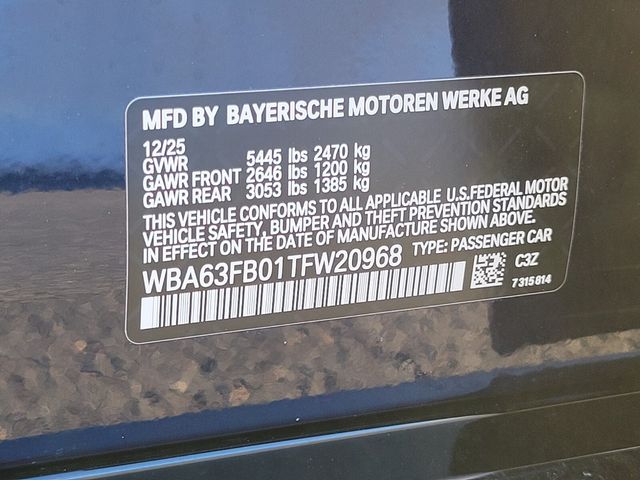 MFD BY BAYERISCHE MOTOREN WERKE AG
12/25
GVWR 5445 lbs 2470 kg
GAWR FRONT 2646 lbs 1200 kg
GAWR REAR 3053 lbs 1385 kg
THIS VEHICLE CONFORMS TO ALL APPLICABLE U.S.FEDERAL MOTOR
VEHICLE SAFETY, BUMPER AND THEFT PREVENTION STANDARDS
IN EFFECT ON THE DATE OF MANUFACTURE SHOWN ABOVE.
WBA63FB01TFW20968 TYPE: PASSENGER CAR
C3Z
7315814